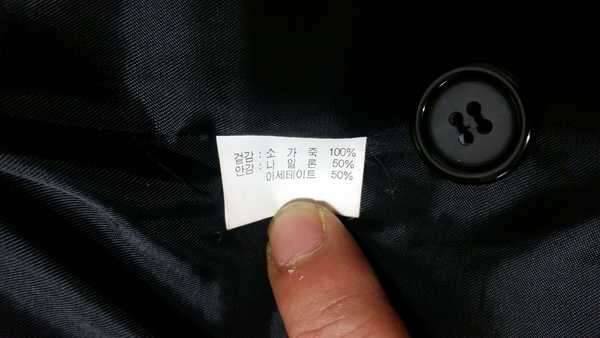 겉감 : 소 가 죽 100%
안감 : 나 일 론 50%
아세테이트 50%